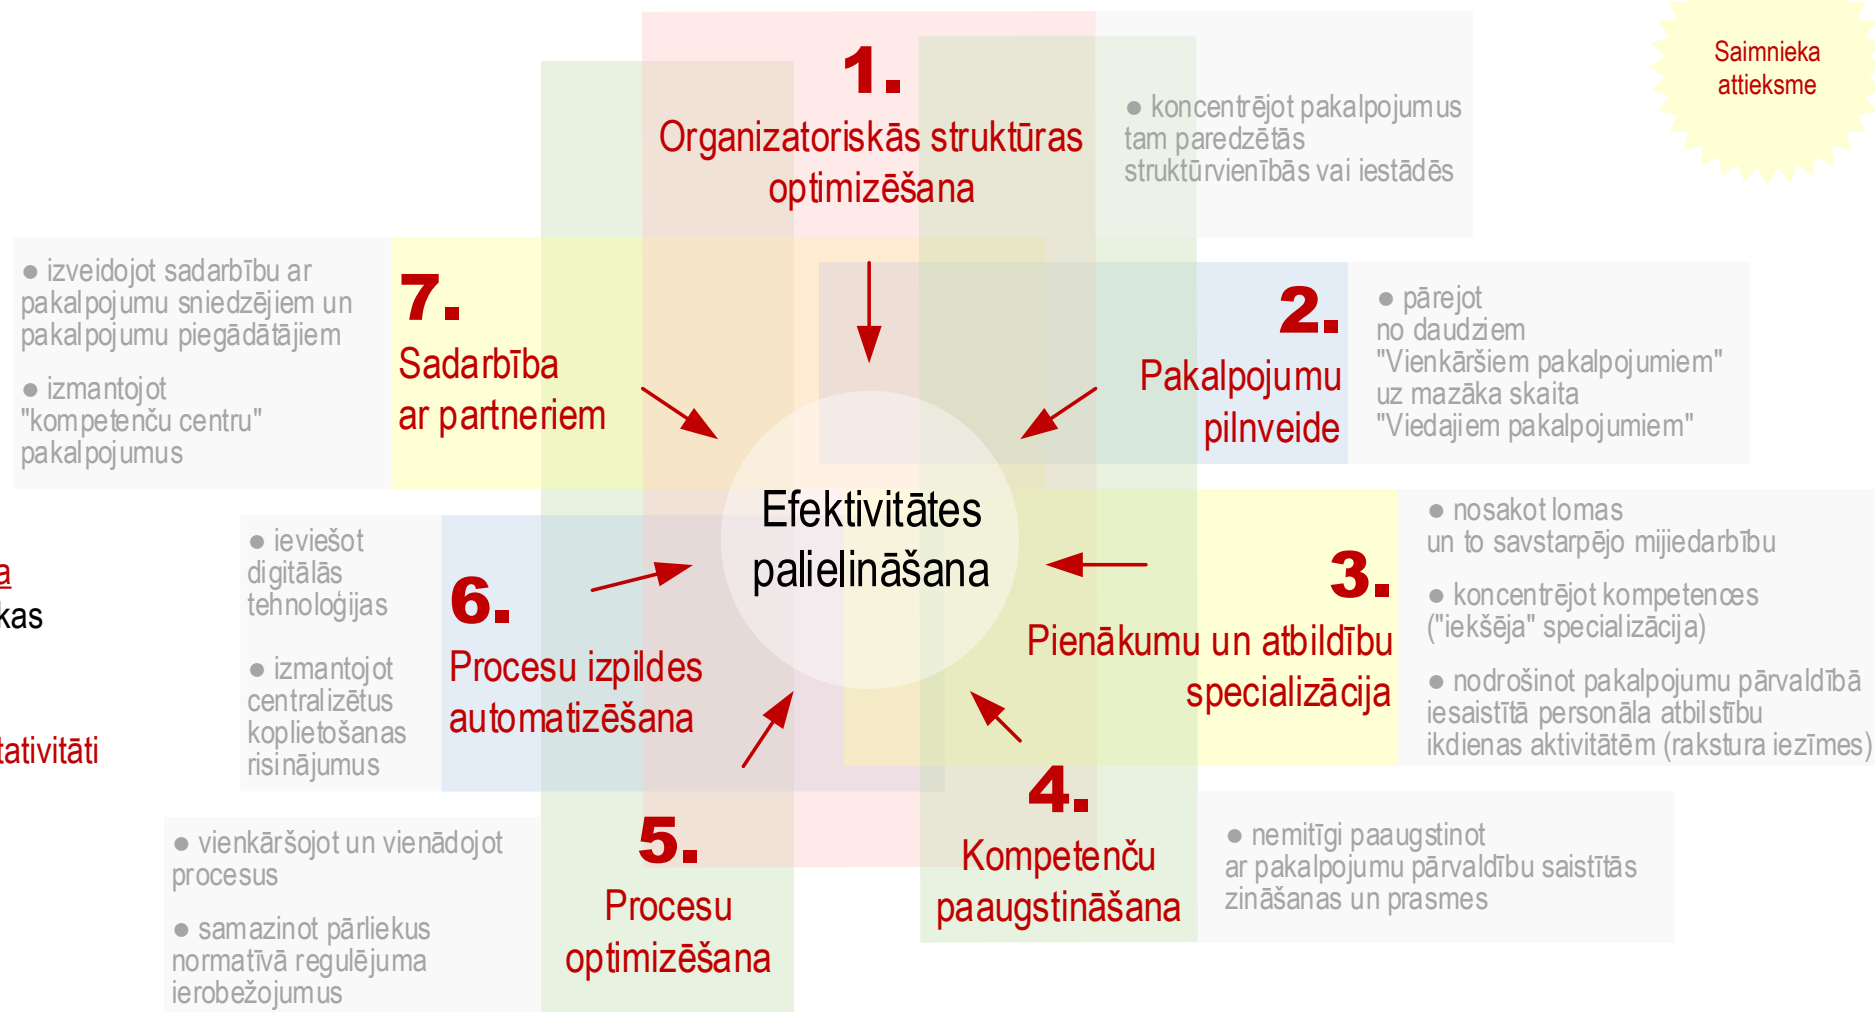 Saimnieka
attieksme
1.
Organizatoriskās struktūras
optimizēšana
● koncentrējot pakalpojumus
tam paredzētās
struktūrvienībās vai iestādēs
2.
Pakalpojumu
pilnveide
● pārejot
no daudziem
"Vienkāršiem pakalpojumiem"
uz mazāka skaita
"Viedajiem pakalpojumiem"
3.
Pienākumu un atbildību
specializācija
● nosakot lomas
un to savstarpējo mijiedarbību
● koncentrējot kompetences
("iekšēja" specializācija)
● nodrošinot pakalpojumu pārvaldībā
iesaistītā personāla atbilstību
ikdienas aktivitātēm (rakstura iezīmes)
4.
Kompetenču
paaugstināšana
● nemitīgi paaugstinot
ar pakalpojumu pārvaldību saistītās
zināšanas un prasmes
5.
Procesu
optimizēšana
● vienkāršojot un vienādojot
procesus
● samazinot pārliekus
normatīvā regulējuma
ierobežojumus
6.
Procesu izpildes
automatizēšana
● ieviešot
digitālās
tehnoloģijas
● izmantojot
centralizētus
koplietošanas
risinājumus
7.
Sadarbība
ar partneriem
● izveidojot sadarbību ar
pakalpojumu sniedzējiem un
pakalpojumu piegādātājiem
● izmantojot
"kompetenču centru"
pakalpojumus
Efektivitātes
palielināšana
a
kas
tativitāti